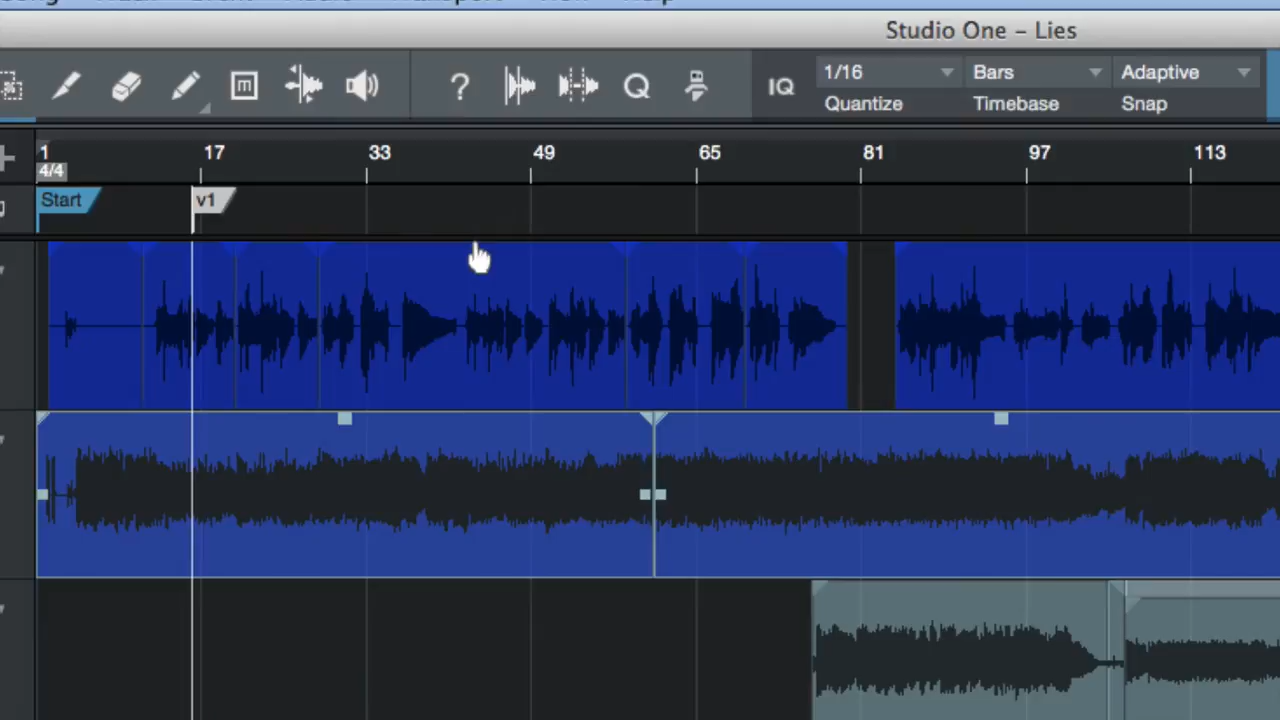 Studio One – Lies
? Q IQ 1/16 Bars Adaptive
Quantize Timebase Snap
1 17 33 49 65 81 97 113
4/4
Start v1